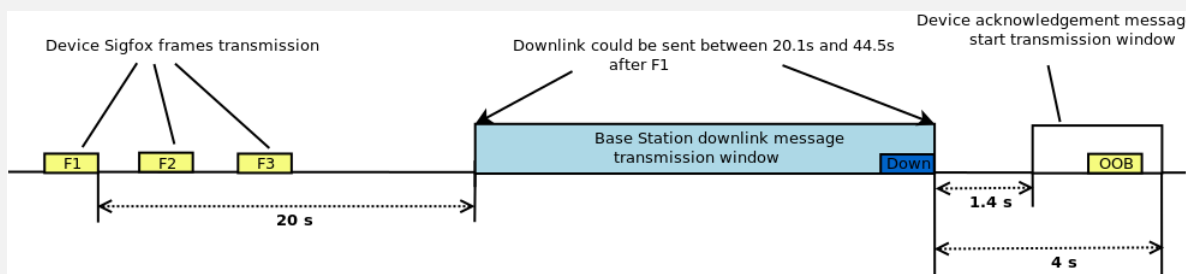 Device acknowledgement messag
start transmission window
Device Sigfox frames transmission
Downlink could be sent between 20.1s and 44.5s
after F1
Base Station downlink message
transmission window
F1
F2
F3
Down
OOB
1.4 s
20 s
4 s